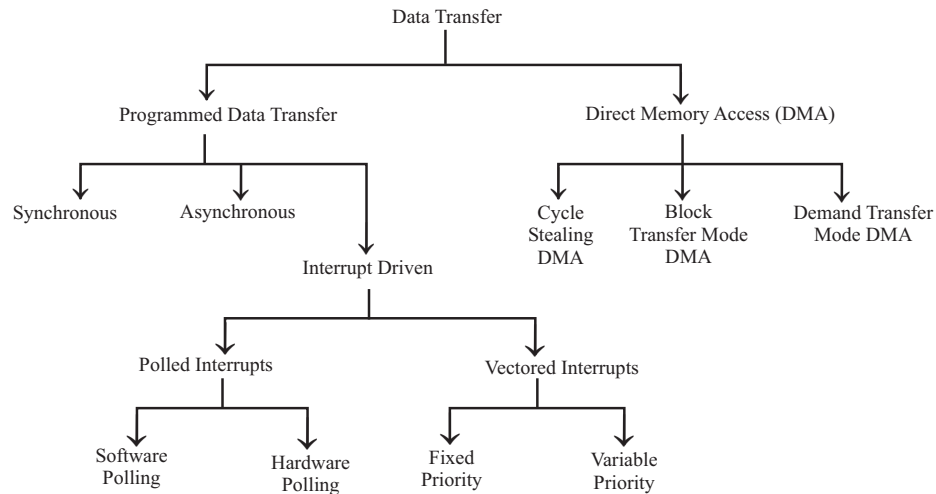 Data Transfer
Programmed Data Transfer
Direct Memory Access (DMA)
Synchronous
Asynchronous
Cycle
Stealing
DMA
Block
Transfer Mode
DMA
Demand Transfer
Mode DMA
Interrupt Driven
Polled Interrupts
Vectored Interrupts
Software
Polling
Hardware
Polling
Fixed
Priority
Variable
Priority